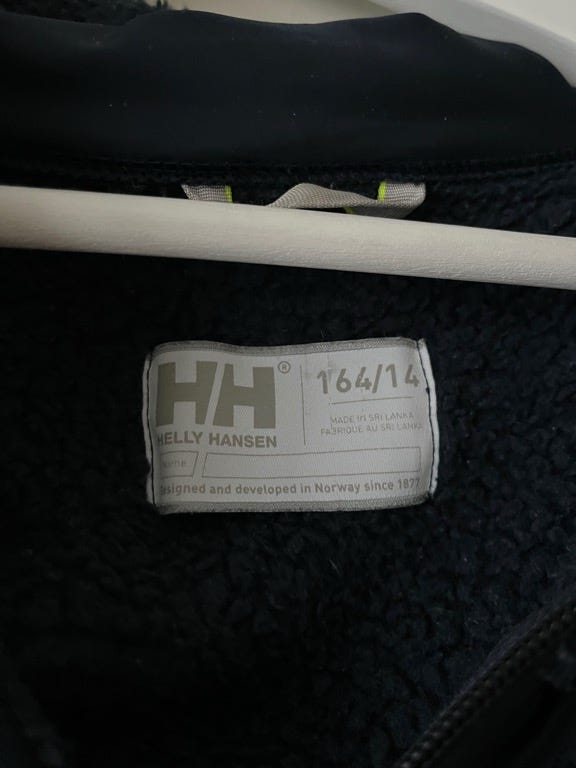 HH®
HELLY HANSEN
164/14
MADE IN SRI LANKA
FABRIQUÉ AU SRI LANKA
Name
Designed and developed in Norway since 1877